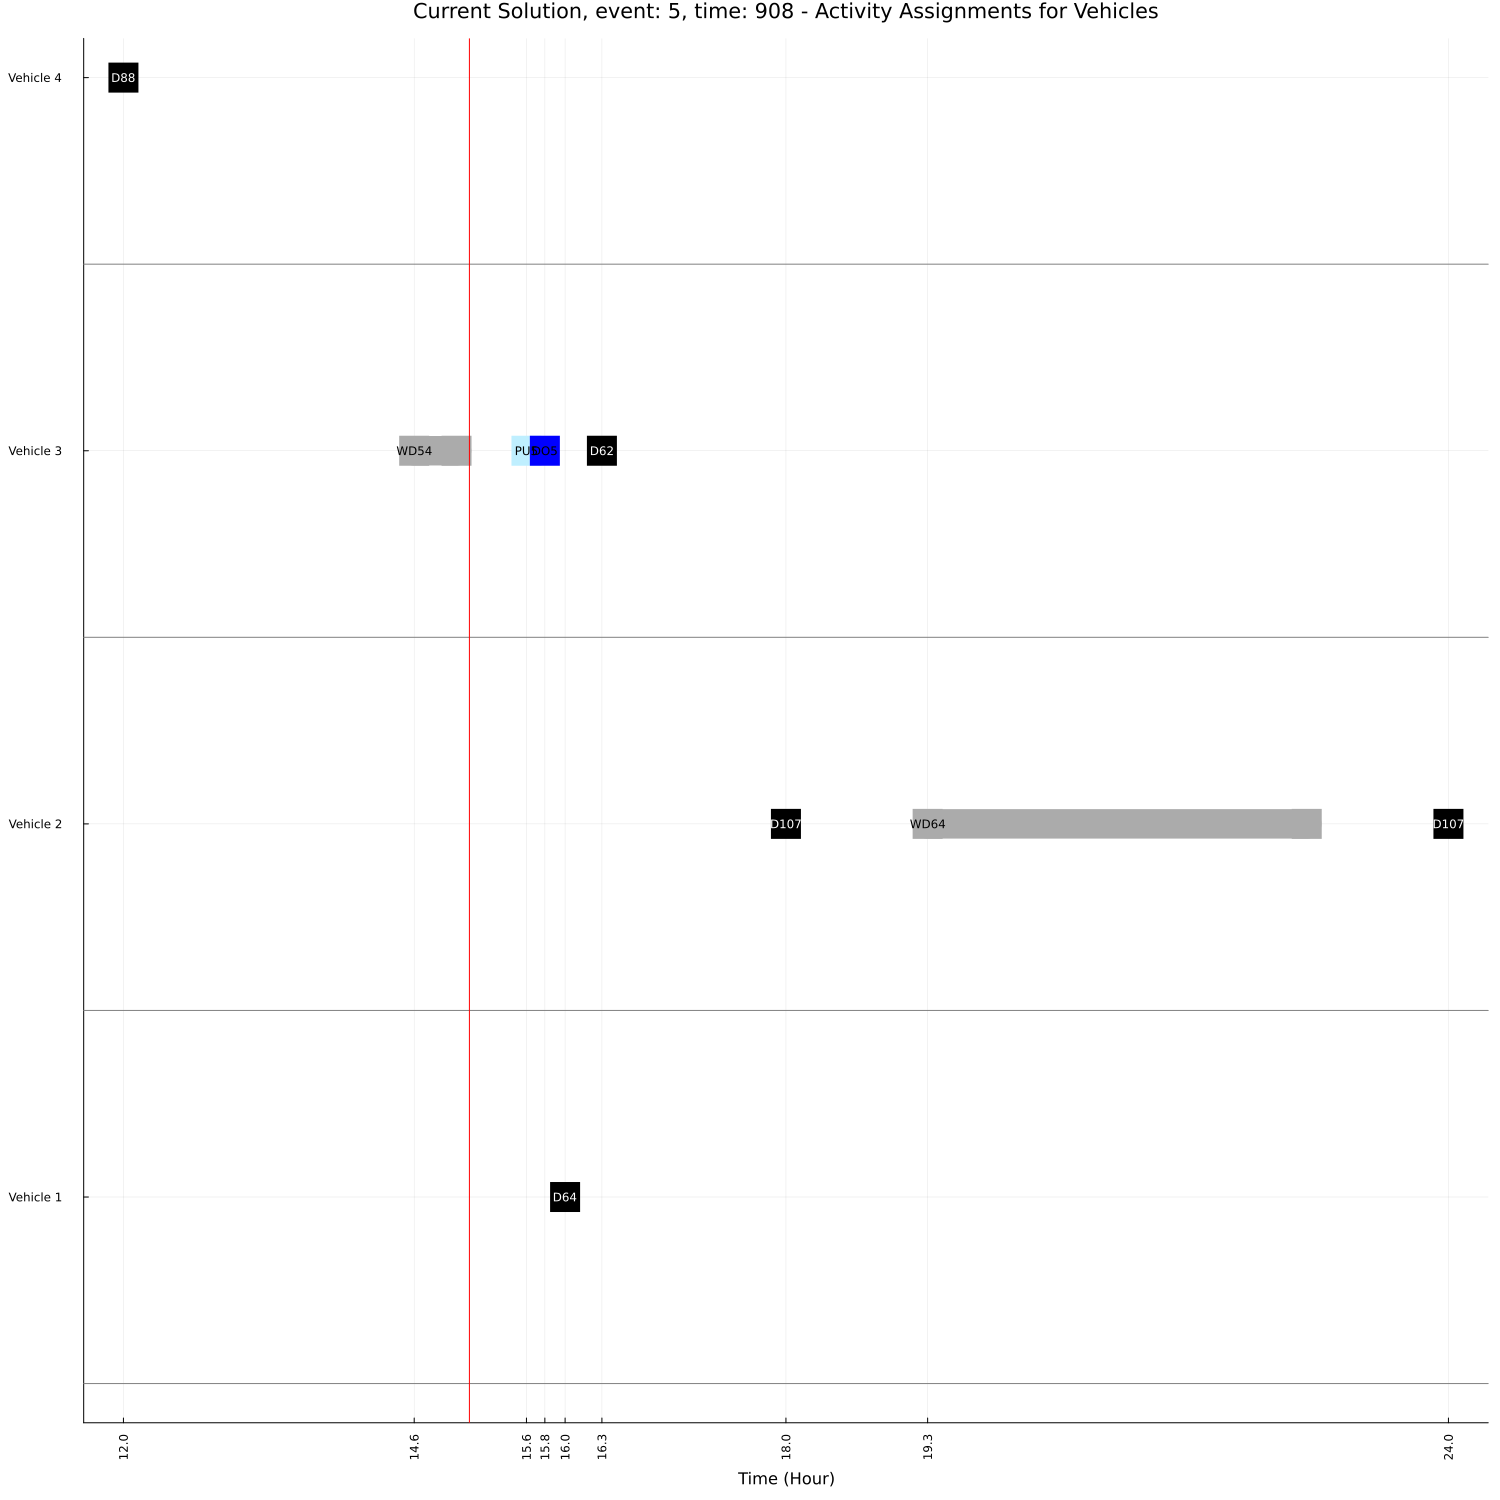 Current Solution, event: 5, time: 908 - Activity Assignments for Vehicles
Vehicle 4
D88
Vehicle 3
WD54
PU5
DO5
D62
Vehicle 2
D107
WD64
D107
Vehicle 1
D64
12.0
14.6
15.6
15.8
16.0
16.3
18.0
19.3
24.0
Time (Hour)